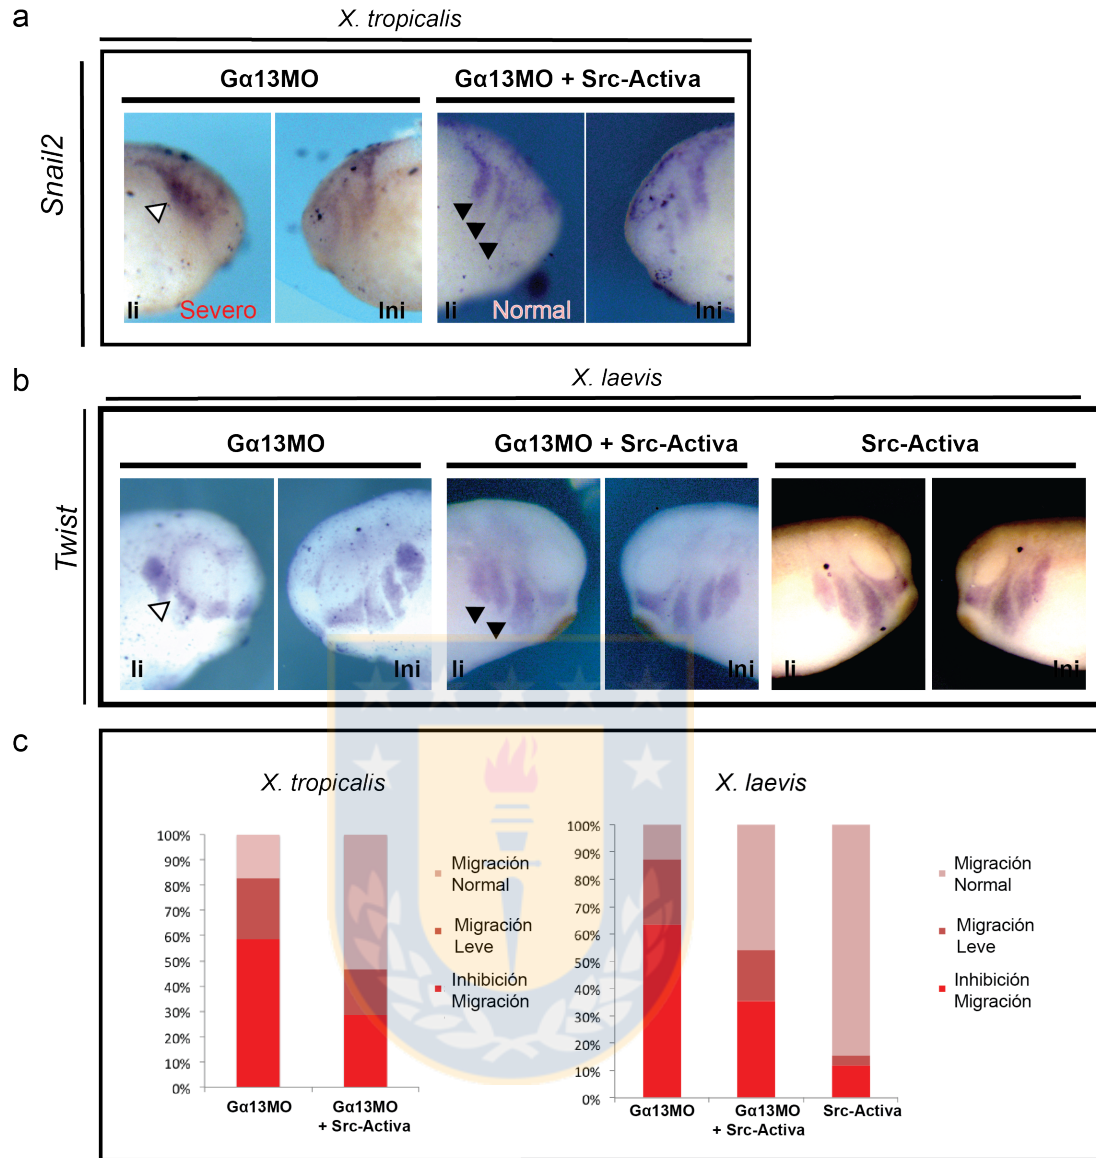 a
X. tropicalis
Gα13MO
Gα13MO + Src-Activa
Snail2
Ii
Severo
Ini
Ii
Normal
Ini
b
X. laevis
Gα13MO
Gα13MO + Src-Activa
Src-Activa
Twist
Ii
Ini
Ii
Ini
Ii
Ini
c
X. tropicalis
100%
90%
80%
70%
60%
50%
40%
30%
20%
10%
0%
Gα13MO
Gα13MO
+ Src-Activa
Migración
Normal
Migración
Leve
Inhibición
Migración
X. laevis
100%
90%
80%
70%
60%
50%
40%
30%
20%
10%
0%
Gα13MO
Gα13MO
+ Src-Activa
Src-Activa
Migración
Normal
Migración
Leve
Inhibición
Migración